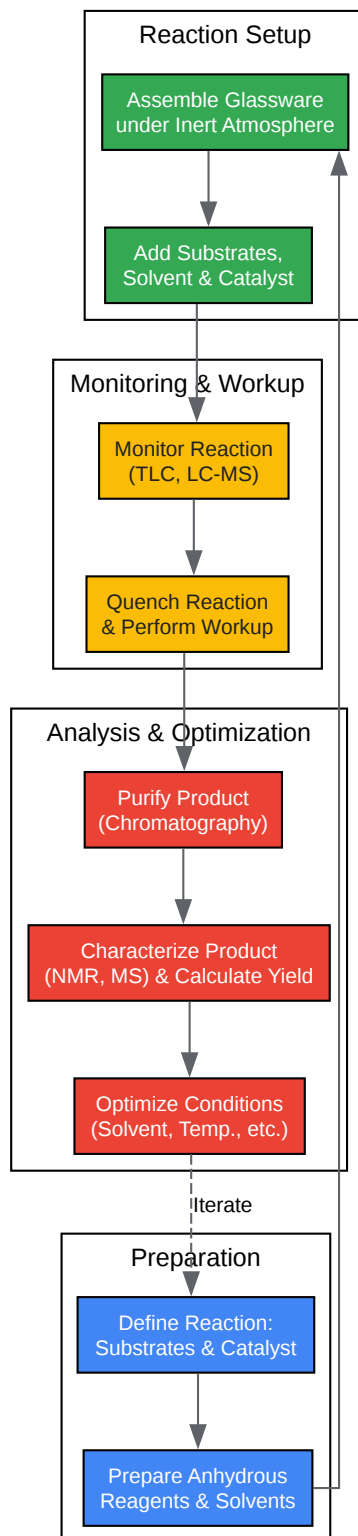 Reaction Setup
Assemble Glassware
under Inert Atmosphere
Add Substrates,
Solvent & Catalyst
Monitoring & Workup
Monitor Reaction
(TLC, LC-MS)
Quench Reaction
& Perform Workup
Analysis & Optimization
Purify Product
(Chromatography)
Characterize Product
(NMR, MS) & Calculate Yield
Optimize Conditions
(Solvent, Temp., etc.)
Iterate
Preparation
Define Reaction:
Substrates & Catalyst
Prepare Anhydrous
Reagents & Solvents